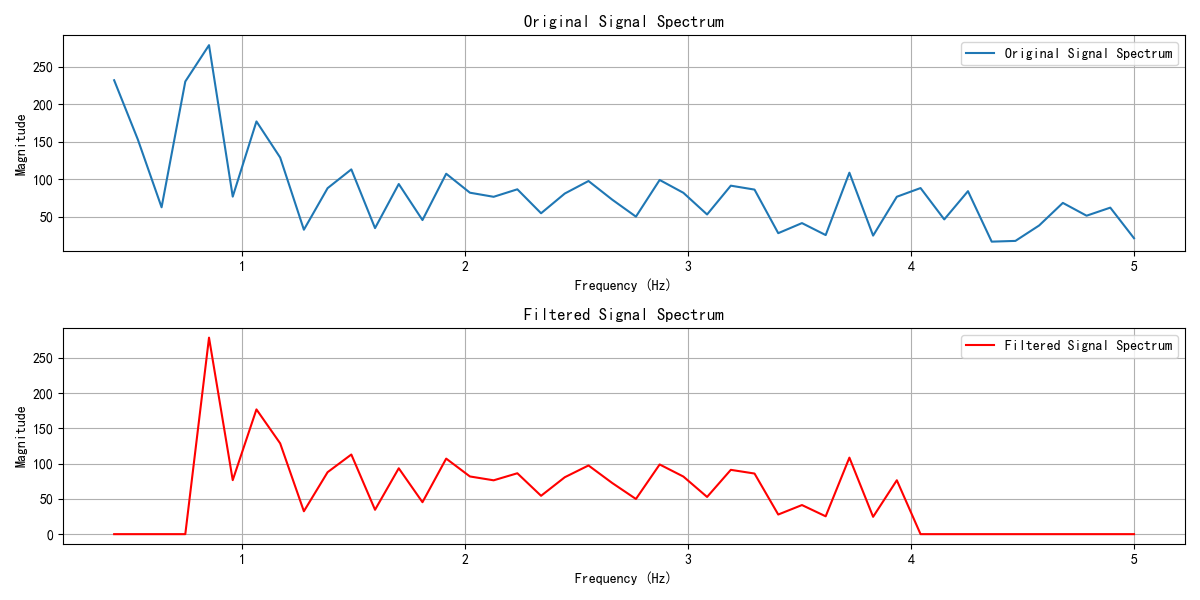 Original Signal Spectrum
Original Signal Spectrum
Magnitude
250
200
150
100
50
1 2 3 4 5
Frequency (Hz)
Filtered Signal Spectrum
Filtered Signal Spectrum
Magnitude
250
200
150
100
50
0
1 2 3 4 5
Frequency (Hz)